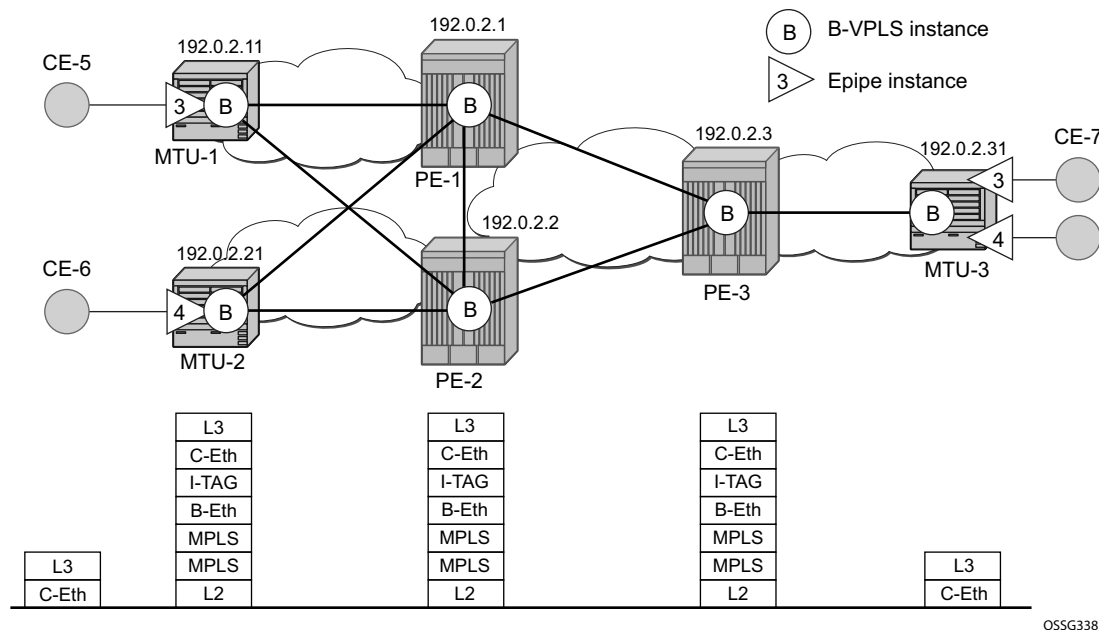 192.0.2.1
B B-VPLS instance
192.0.2.11
CE-5
3 Epipe instance
3 B
B
192.0.2.3
CE-7
192.0.2.31
MTU-1
PE-1
3
B
B
192.0.2.2
4
192.0.2.21
CE-6
MTU-3
PE-3
4 B
B
MTU-2
PE-2
L3
C-Eth
I-TAG
B-Eth
MPLS
MPLS
L2
L3
C-Eth
I-TAG
B-Eth
MPLS
MPLS
L2
L3
C-Eth
I-TAG
B-Eth
MPLS
MPLS
L2
L3
C-Eth
L3
C-Eth
OSSG338